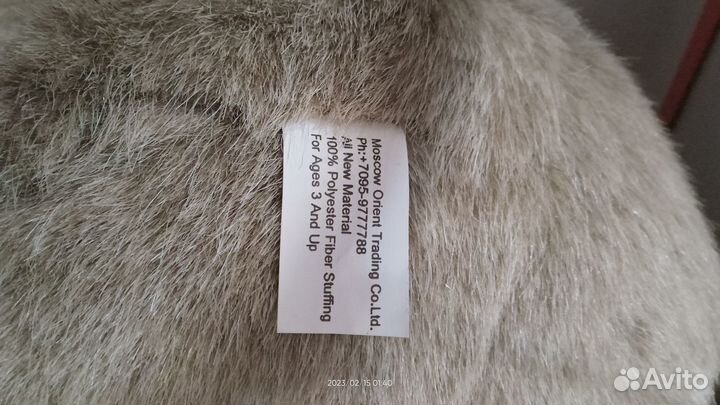 Moscow Orient Trading Co.Ltd.
Ph:+7095-9777788
All New Material
100% Polyester Fiber Stuffing
For Ages 3 And Up
2023/02/15 01:40
Avito